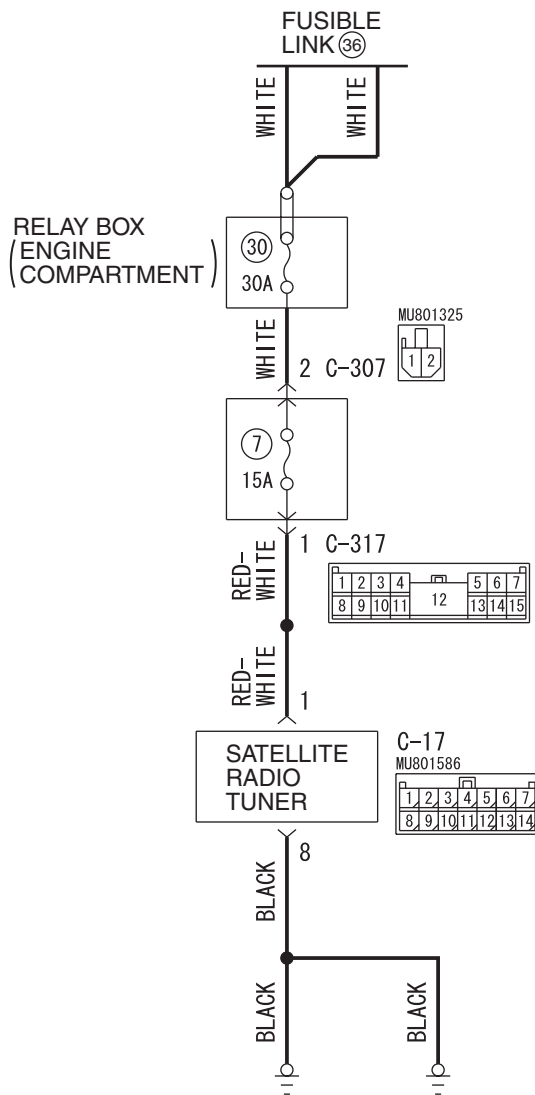 FUSIBLE
LINK 36
WHITE
WHITE
RELAY BOX
(ENGINE
COMPARTMENT)
30
30A
WHITE
2 C-307
MU801325
1 2
7
15A
1 C-317
RED-
WHITE
1 2 3 4 5 6 7
8 9 10 11 12 13 14 15
RED-
WHITE
1
SATELLITE
RADIO
TUNER
C-17
MU801586
1 2 3 4 5 6 7
8 9 10 11 12 13 14
8
BLACK
BLACK
BLACK